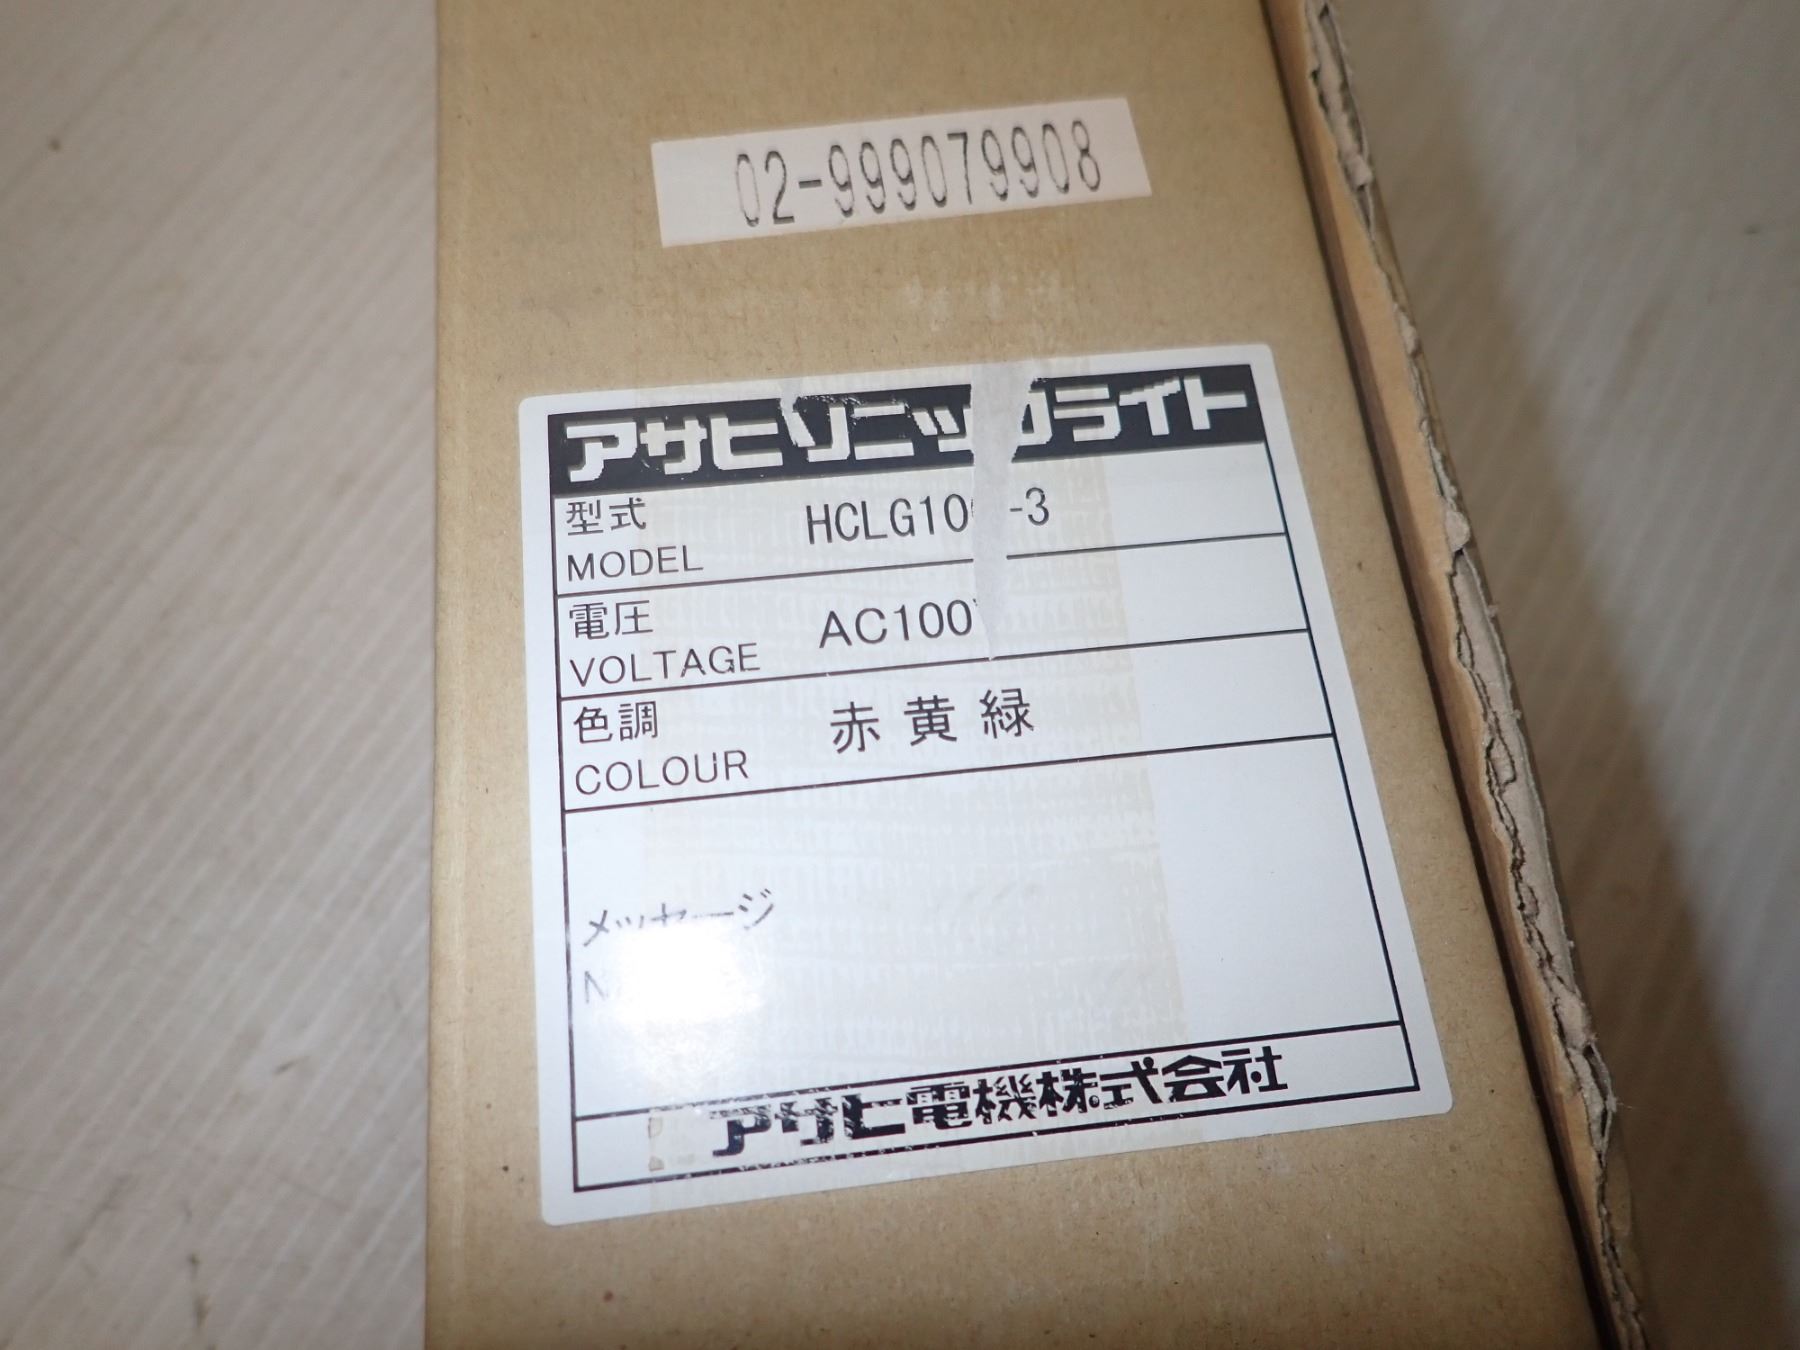 02-999079908
アサヒソニックライト
型式
MODEL
HCLG10 -3
電圧
VOLTAGE
AC100
色調
COLOUR
赤 黄 緑
メッセージ
アサヒ電機株式会社